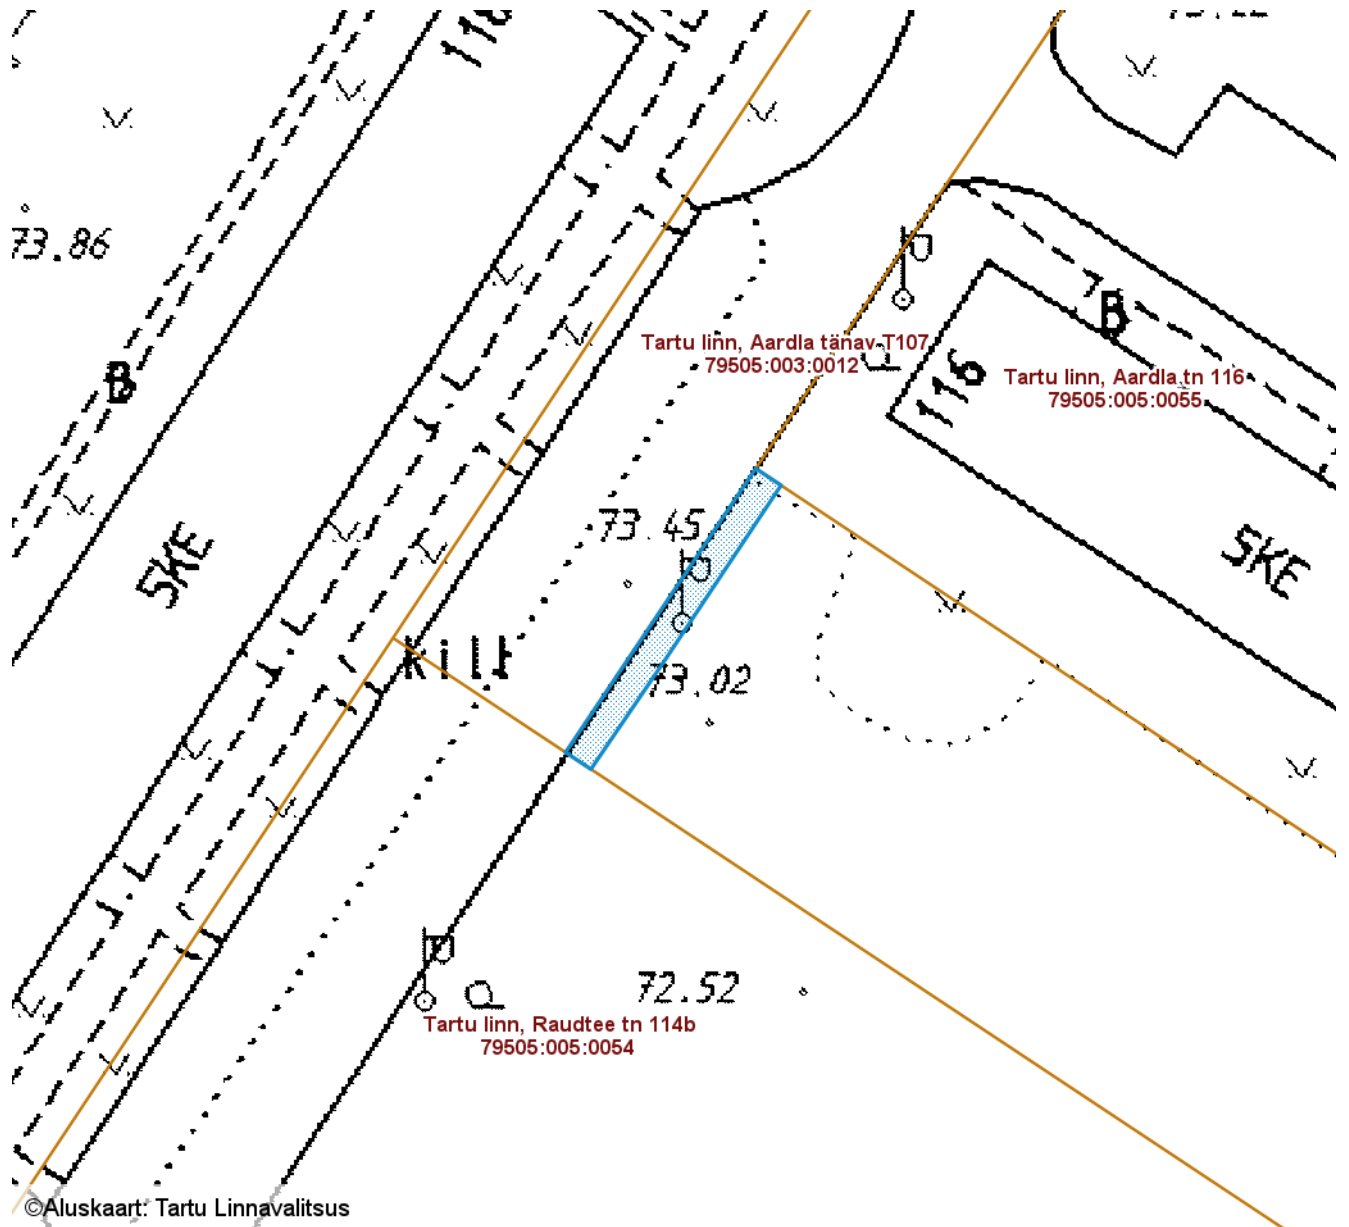 73.86
B
5KE
Tartu linn, Aardla tänav T107
79505:003:0012
B
116
Tartu linn, Aardla tn 116
79505:005:0055
73.45
5KE
kill
73.02
72.52
Tartu linn, Raudtee tn 114b
79505:005:0054
©Aluskaart: Tartu Linnavalitsus